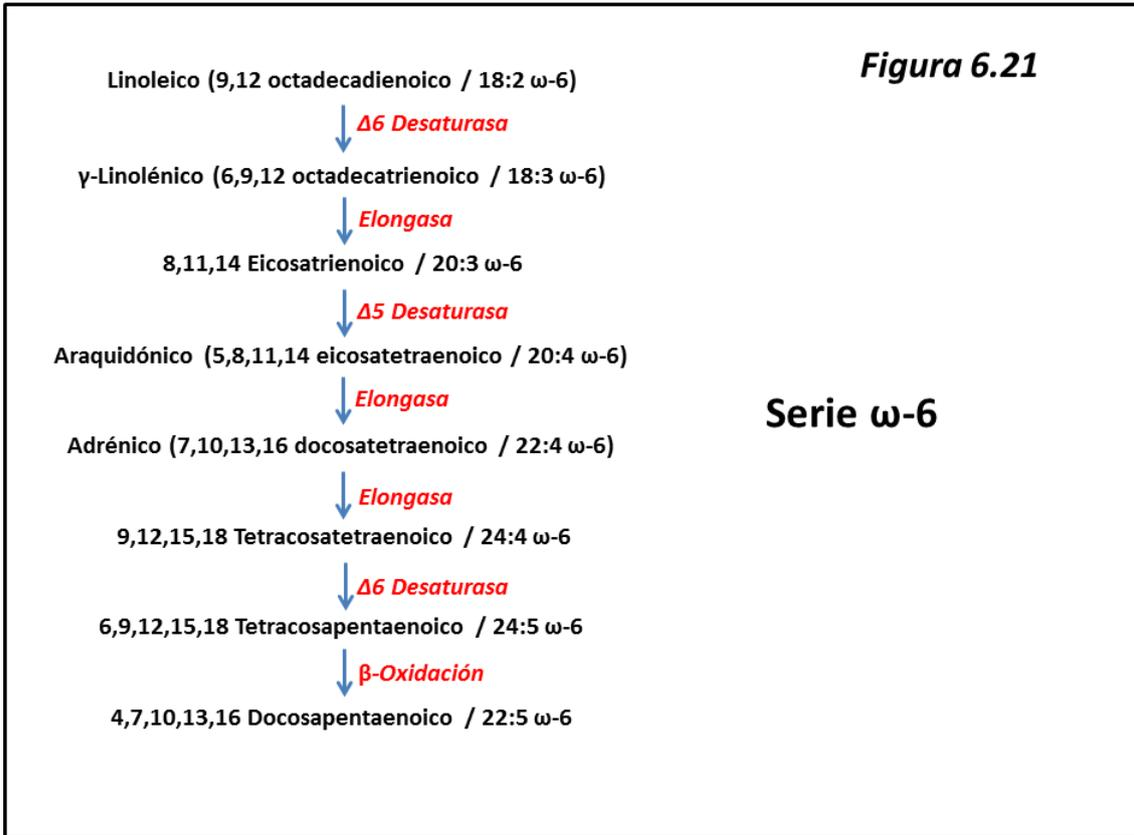 Figura 6.21
Linoleico (9,12 octadecadienoico / 18:2 ω-6)
Δ6 Desaturasa
γ-Linolénico (6,9,12 octadecatrienoico / 18:3 ω-6)
Elongasa
8,11,14 Eicosatrienoico / 20:3 ω-6
Δ5 Desaturasa
Araquidónico (5,8,11,14 eicosatetraenoico / 20:4 ω-6)
Elongasa
Serie ω-6
Adrénico (7,10,13,16 docosatetraenoico / 22:4 ω-6)
Elongasa
9,12,15,18 Tetracosatetraenoico / 24:4 ω-6
Δ6 Desaturasa
6,9,12,15,18 Tetracosapentaenoico / 24:5 ω-6
β-Oxidación
4,7,10,13,16 Docosapentaenoico / 22:5 ω-6